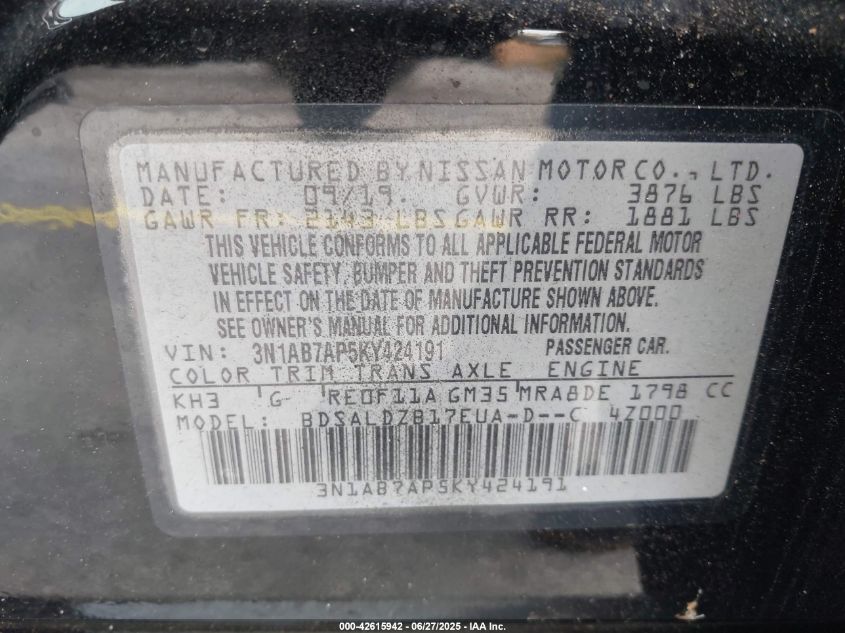 MANUFACTURED BY NISSAN MOTOR CO., LTD.
DATE: 09/19. GVWR: 3876 LBS
GAWR FR: 2143 LBS GAWR RR: 1881 LBS
THIS VEHICLE CONFORMS TO ALL APPLICABLE FEDERAL MOTOR
VEHICLE SAFETY, BUMPER AND THEFT PREVENTION STANDARDS
IN EFFECT ON THE DATE OF MANUFACTURE SHOWN ABOVE.
SEE OWNER'S MANUAL FOR ADDITIONAL INFORMATION.
VIN: 3N1AB7AP5KY424191 PASSENGER CAR.
COLOR TRIM TRANS AXLE ENGINE
KH3 G- RE0F11A GM35 MRA8DE 1798 CC
MODEL: BDSALDZB17EUA-D--C 4Z000
3N1AB7AP5KY424191
000-42615942 - 06/27/2025 - IAA Inc.